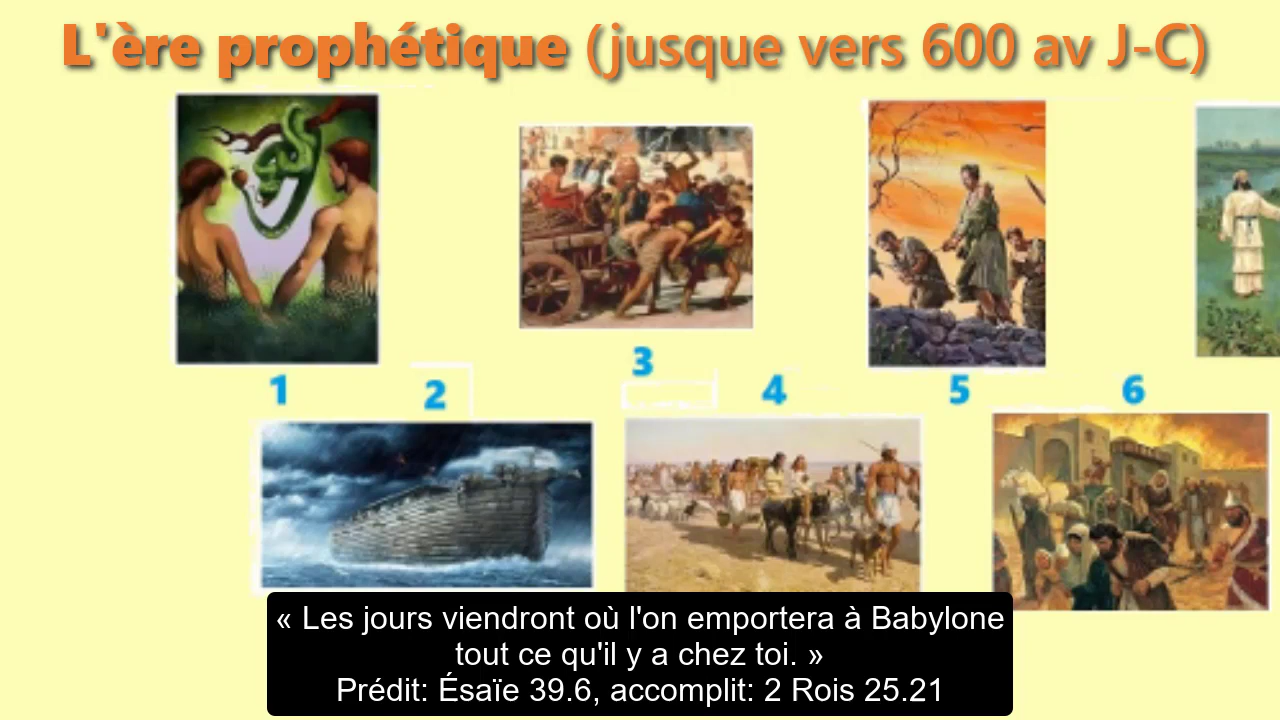 L'ère prophétique (jusque vers 600 av J-C)
3
1
2
4
5
6
« Les jours viendront où l'on emportera à Babylone
tout ce qu'il y a chez toi. »
Prédit: Ésaïe 39.6, accomplit: 2 Rois 25.21